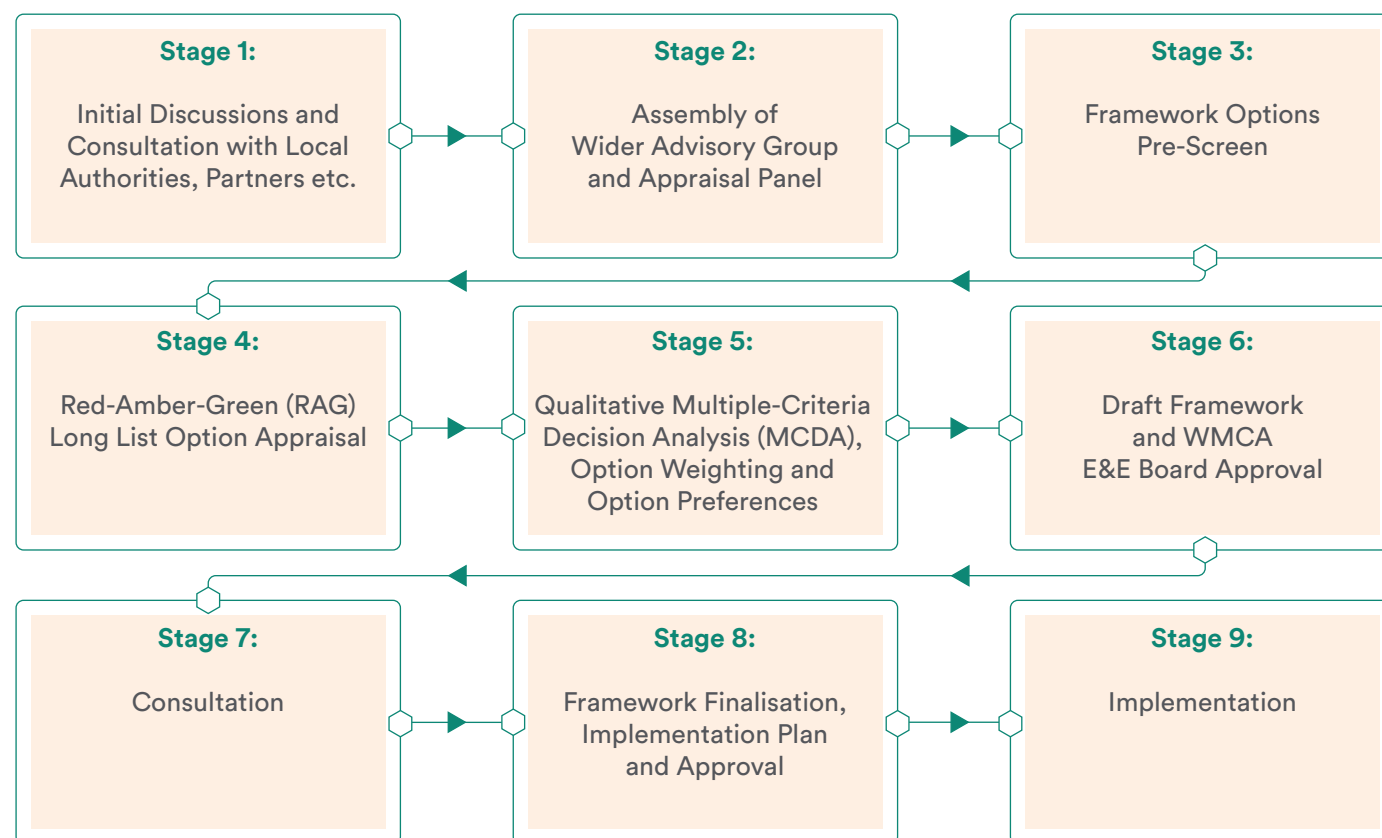 Stage 1:
Initial Discussions and
Consultation with Local
Authorities, Partners etc.
Stage 2:
Assembly of
Wider Advisory Group
and Appraisal Panel
Stage 3:
Framework Options
Pre-Screen
Stage 4:
Red-Amber-Green (RAG)
Long List Option Appraisal
Stage 5:
Qualitative Multiple-Criteria
Decision Analysis (MCDA),
Option Weighting and
Option Preferences
Stage 6:
Draft Framework
and WMCA
E&E Board Approval
Stage 7:
Consultation
Stage 8:
Framework Finalisation,
Implementation Plan
and Approval
Stage 9:
Implementation